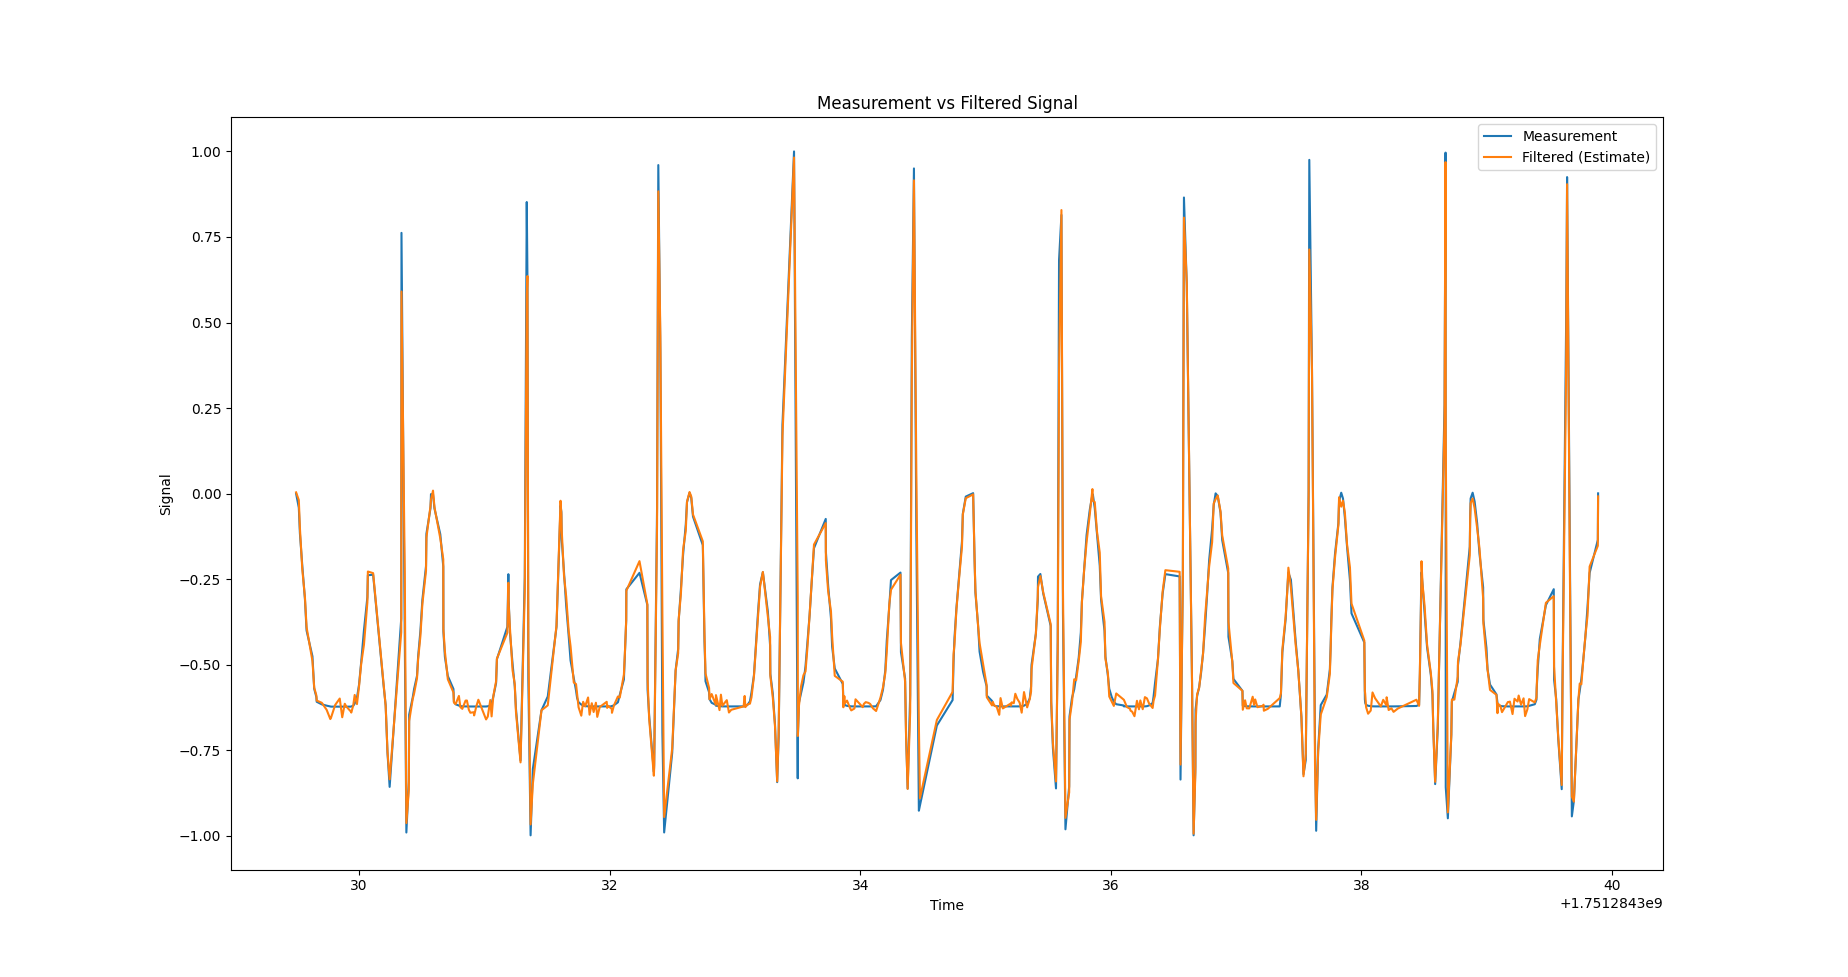 Measurement vs Filtered Signal
Measurement
Filtered (Estimate)
1.00
0.75
0.50
0.25
0.00
−0.25
−0.50
−0.75
−1.00
Signal
30
32
34
36
38
40
Time
+1.7512843e9